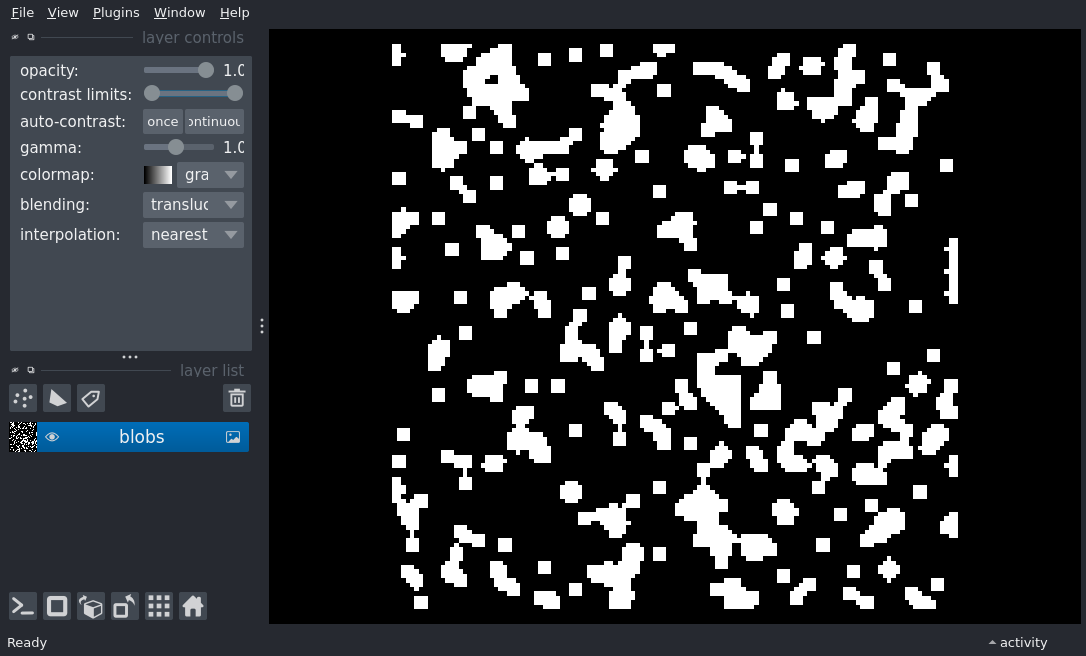 File View Plugins Window Help
layer controls
opacity: 1.0
contrast limits:
auto-contrast: once ontinuou
gamma: 1.0
colormap: gra
blending: transluc
interpolation: nearest
layer list
blobs
Ready
activity